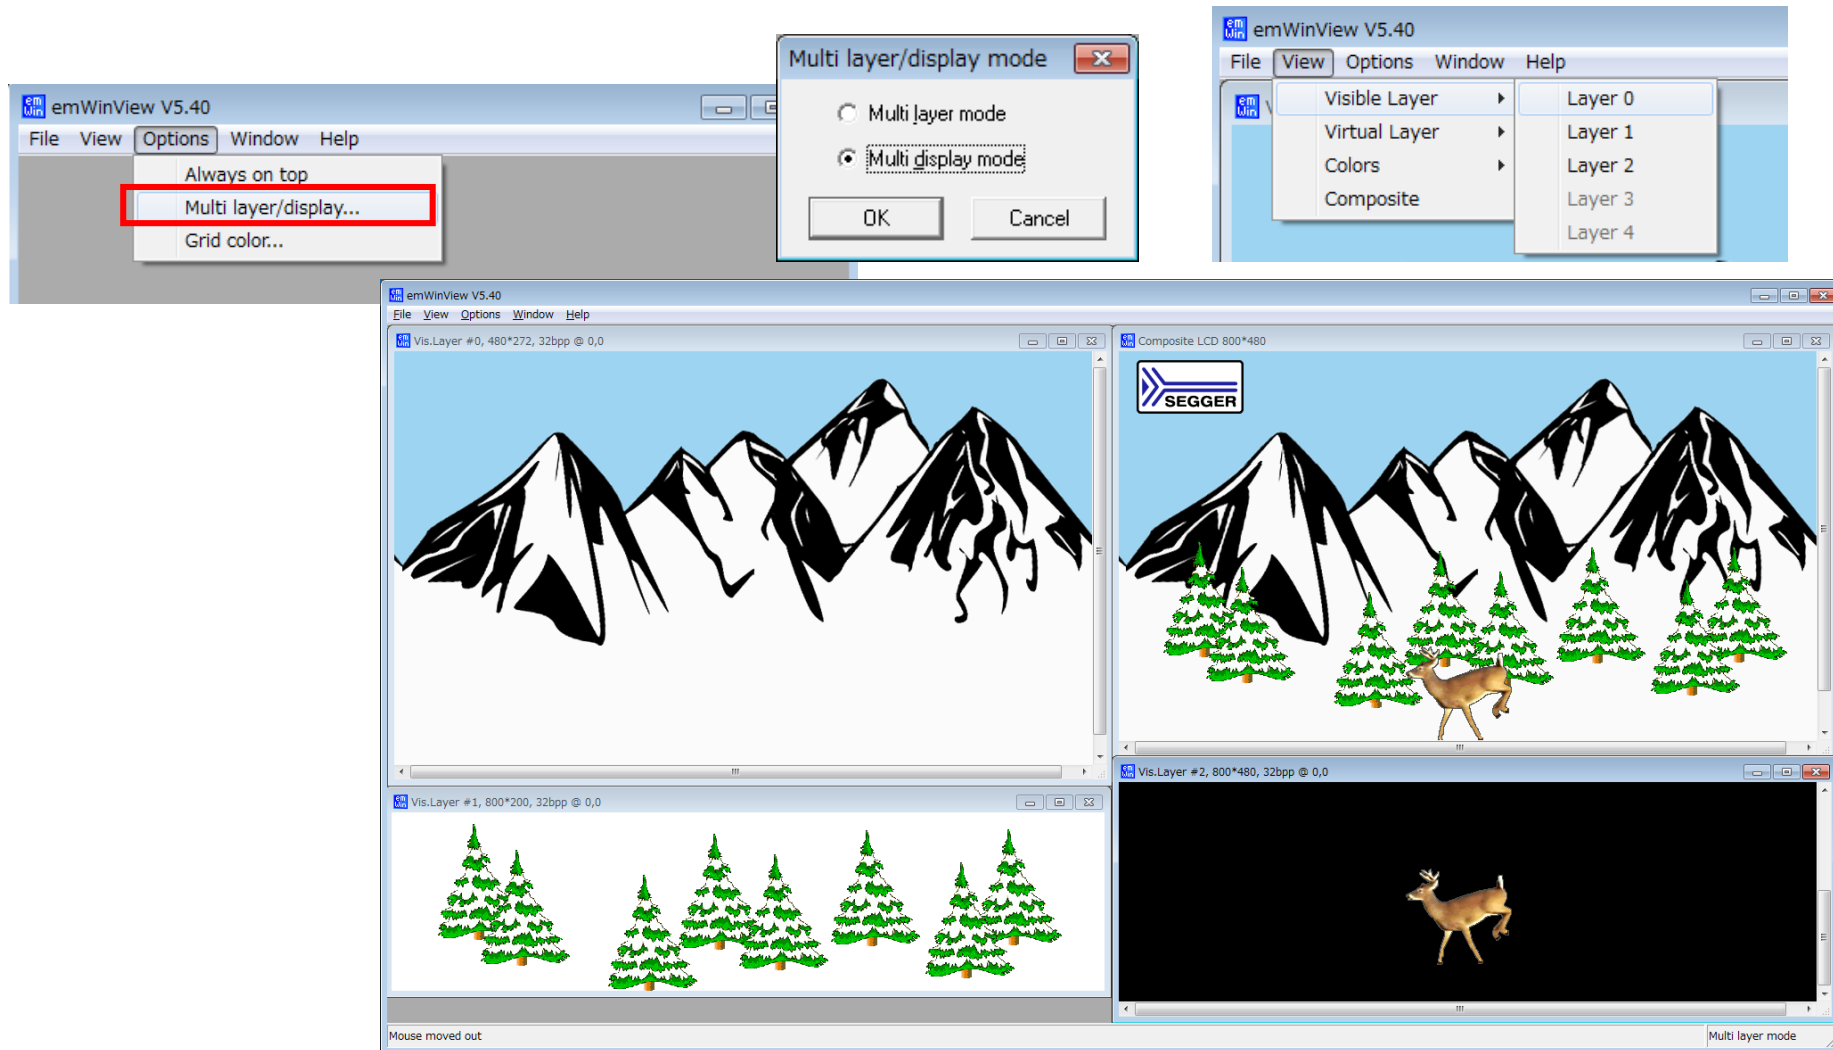 emWinView V5.40
File View Options Window Help
Always on top
Multi layer/display...
Grid color...
Multi layer/display mode
Multi layer mode
Multi display mode
OK Cancel
emWinView V5.40
File View Options Window Help
Visible Layer
Virtual Layer
Colors
Composite
Layer 0
Layer 1
Layer 2
Layer 3
Layer 4
emWinView V5.40
File View Options Window Help
Vis.Layer #0, 480*272, 32bpp @ 0,0
Composite LCD 800*480
SEGGER
Vis.Layer #1, 800*200, 32bpp @ 0,0
Vis.Layer #2, 800*480, 32bpp @ 0,0
Mouse moved out
Multi layer mode